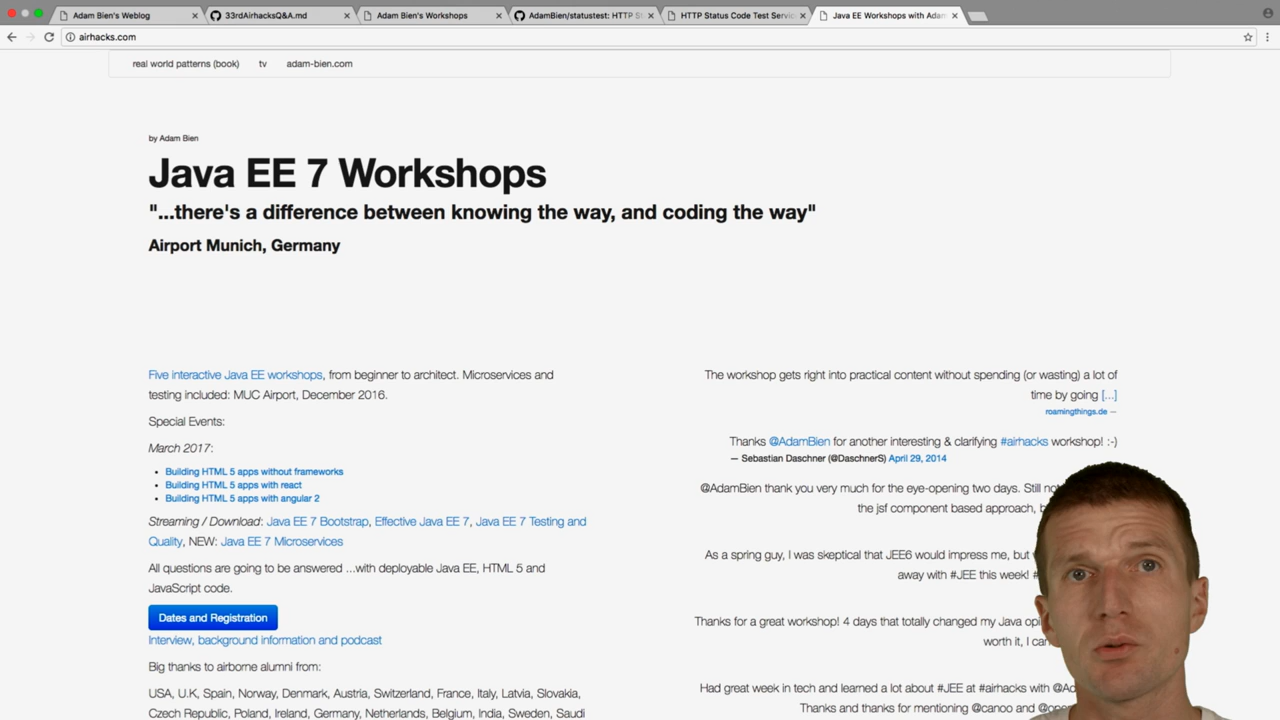 Adam Bien's Weblog
33rdAirhacksQ&A.md
Adam Bien's Workshops
AdamBien/statustest: HTTP S
HTTP Status Code Test Servic
Java EE Workshops with Adam
airhacks.com
real world patterns (book) tv adam-bien.com
by Adam Bien
Java EE 7 Workshops
"...there's a difference between knowing the way, and coding the way"
Airport Munich, Germany
Five interactive Java EE workshops, from beginner to architect. Microservices and
testing included: MUC Airport, December 2016.
Special Events:
March 2017:
• Building HTML 5 apps without frameworks
• Building HTML 5 apps with react
• Building HTML 5 apps with angular 2
Streaming / Download: Java EE 7 Bootstrap, Effective Java EE 7, Java EE 7 Testing and
Quality, NEW: Java EE 7 Microservices
All questions are going to be answered ...with deployable Java EE, HTML 5 and
JavaScript code.
Dates and Registration
Interview, background information and podcast
Big thanks to airborne alumni from:
USA, U.K, Spain, Norway, Denmark, Austria, Switzerland, France, Italy, Latvia, Slovakia,
Czech Republic, Poland, Ireland, Germany, Netherlands, Belgium, India, Sweden, Saudi
The workshop gets right into practical content without spending (or wasting) a lot of
time by going [...]
roamingthings.de —
Thanks @AdamBien for another interesting & clarifying #airhacks workshop! :-)
— Sebastian Daschner (@DaschnerS) April 29, 2014
@AdamBien thank you very much for the eye-opening two days. Still not
the jsf component based approach,
As a spring guy, I was skeptical that JEE6 would impress me, but
away with #JEE this week!
Thanks for a great workshop! 4 days that totally changed my Java
worth it, I can
Had great week in tech and learned a lot about #JEE at #airhacks with
Thanks and thanks for mentioning @canoo and